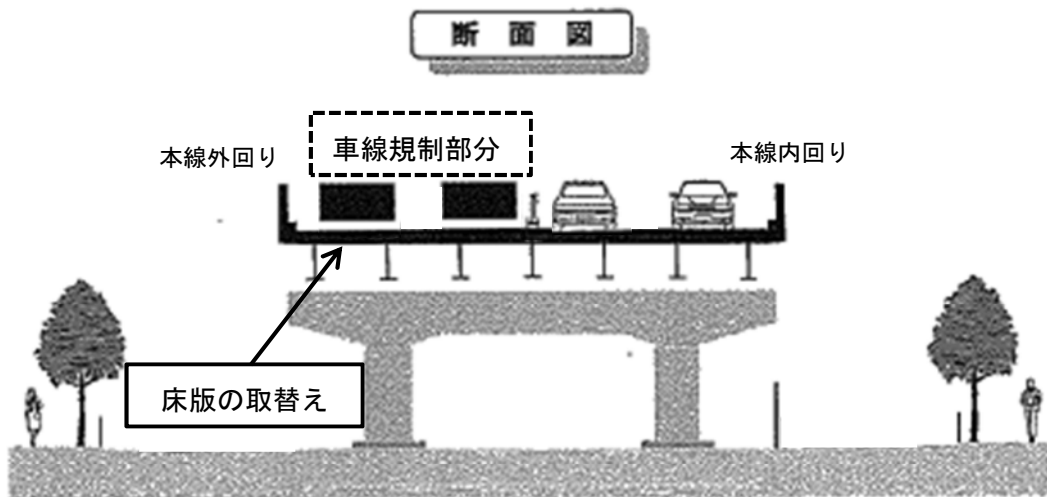 断面図
車線規制部分
本線外回り
本線内回り
床版の取替え